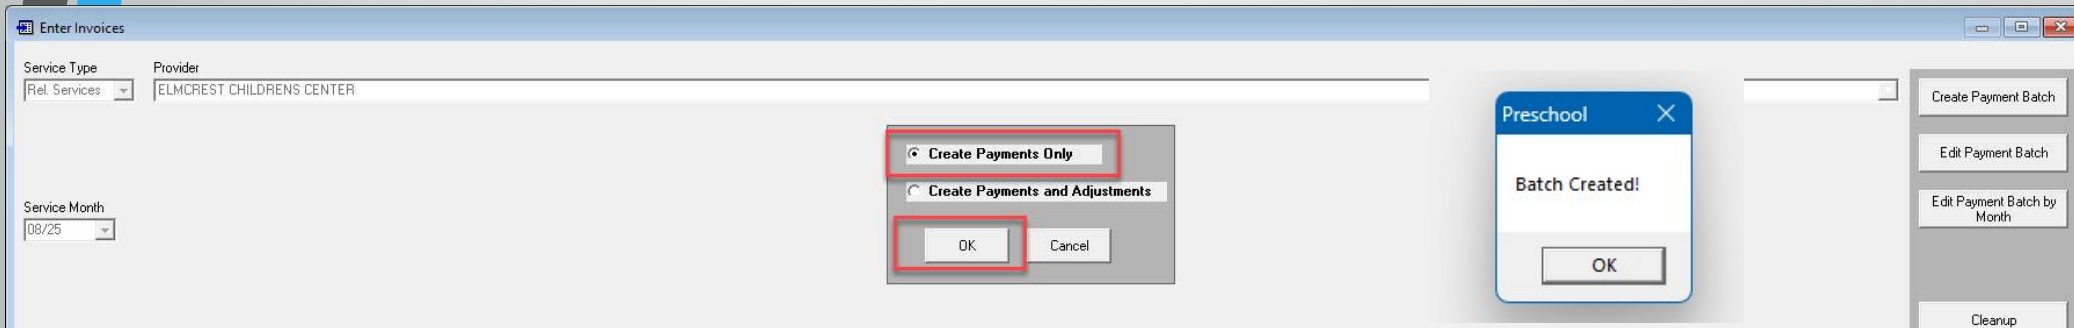 Enter Invoices
Service Type
Provider
Rel. Services
ELMCREST CHILDRENS CENTER
Service Month
08/25
Create Payments Only
Create Payments and Adjustments
OK
Cancel
Preschool
Batch Created!
OK
Create Payment Batch
Edit Payment Batch
Edit Payment Batch by
Month
Cleanup